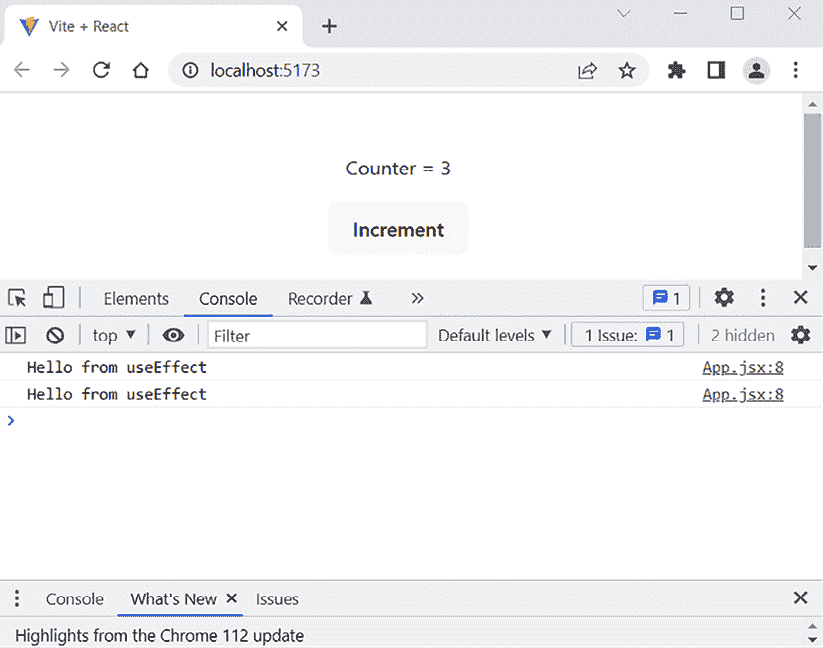 Vite + React
localhost:5173
Counter = 3
Increment
Elements Console Recorder 1
top Filter Default levels 1 Issue: 1 2 hidden
Hello from useEffect App.jsx:8
Hello from useEffect App.jsx:8
Console What's New Issues
Highlights from the Chrome 112 update